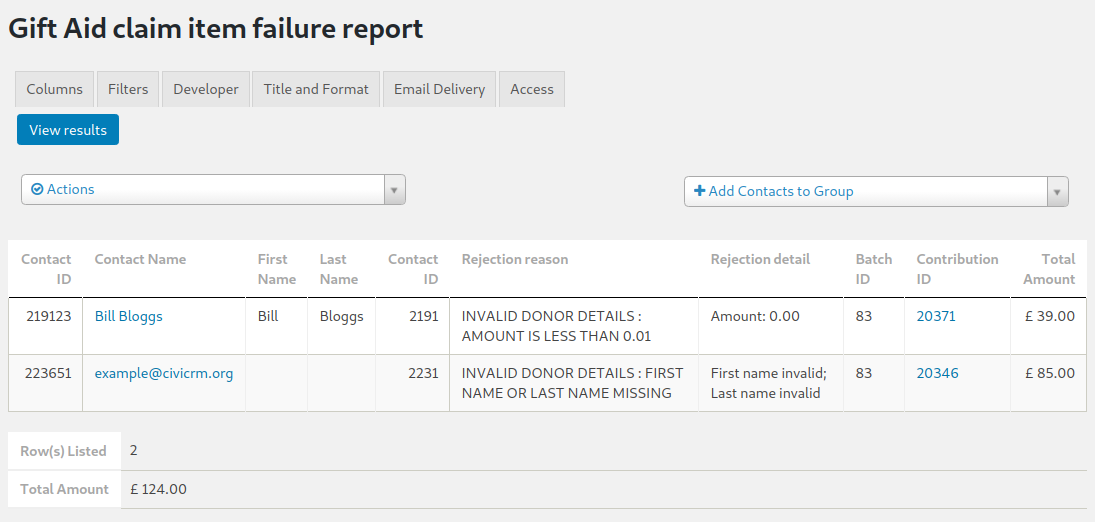 Gift Aid claim item failure report
Columns Filters Developer Title and Format Email Delivery Access
View results
Actions
Add Contacts to Group
Contact ID Contact Name First Name Last Name Contact ID Rejection reason Rejection detail Batch ID Contribution ID Total Amount
219123 Bill Bloggs Bill Bloggs 2191 INVALID DONOR DETAILS : AMOUNT IS LESS THAN 0.01 Amount: 0.00 83 20371 £ 39.00
223651 example@civicrm.org 2231 INVALID DONOR DETAILS : FIRST NAME OR LAST NAME MISSING First name invalid; Last name invalid 83 20346 £ 85.00
Row(s) Listed 2
Total Amount £ 124.00